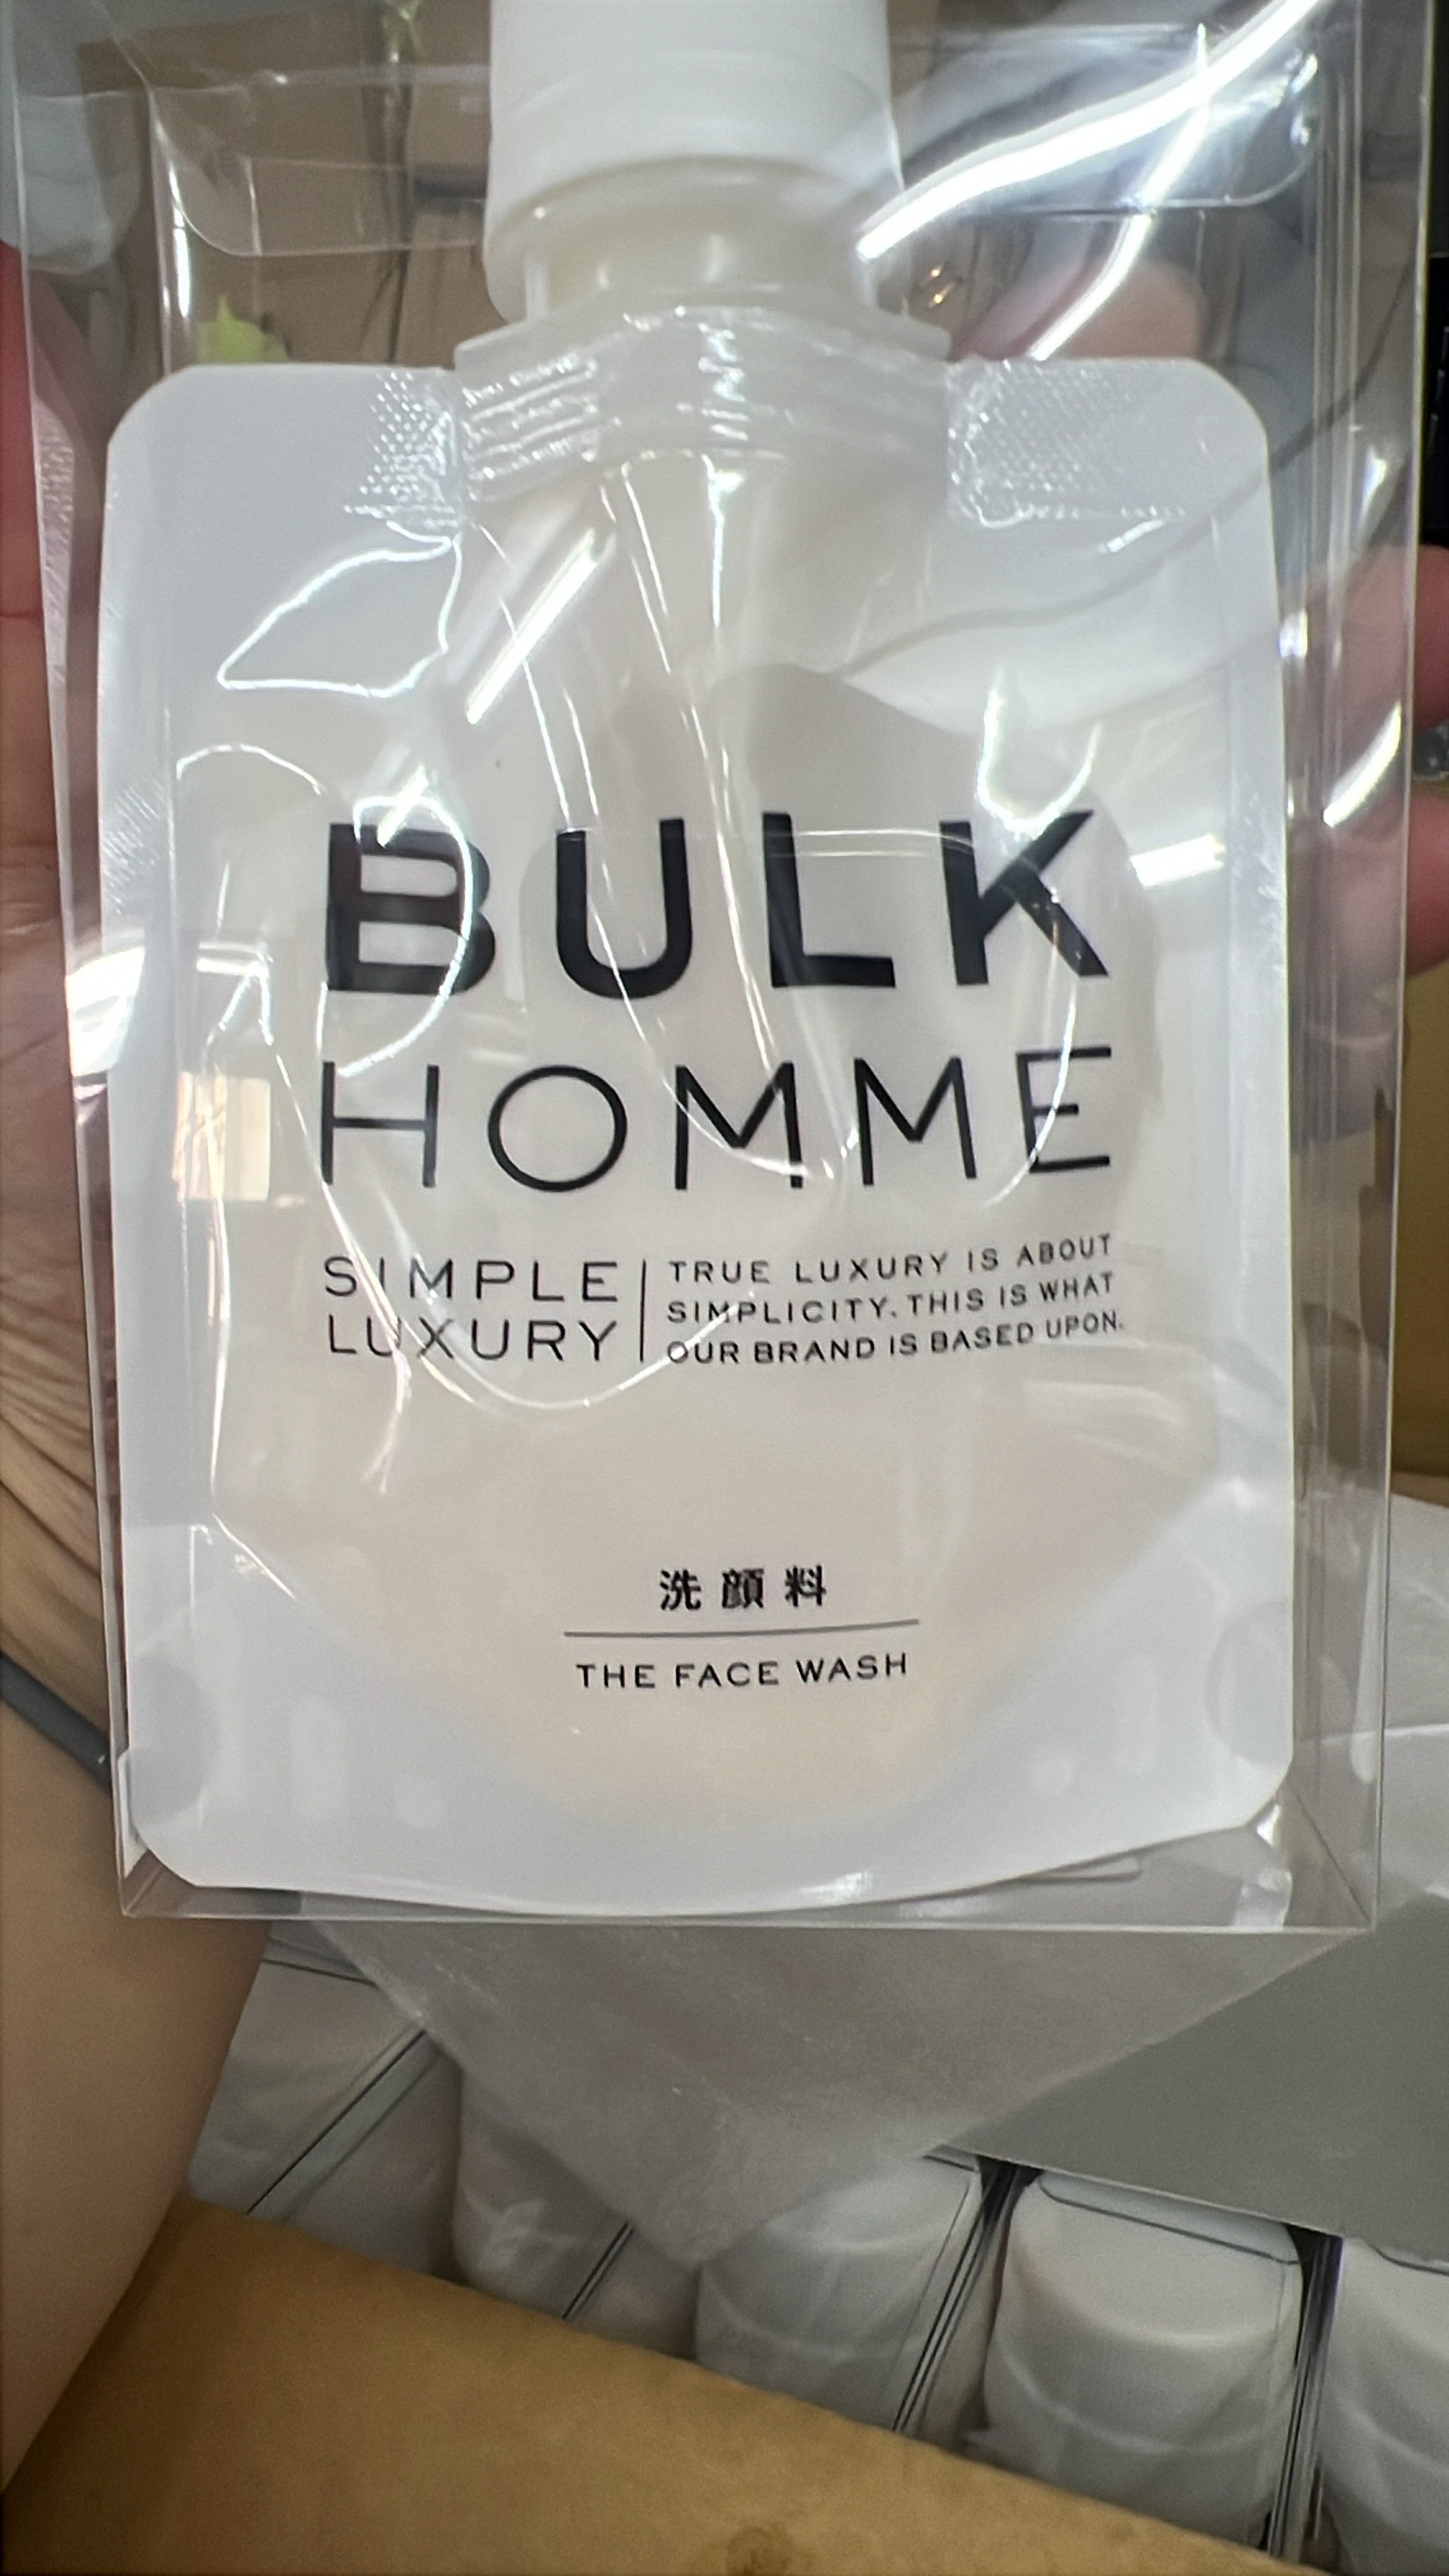 BULK
HOMME
SIMPLE
LUXURY
TRUE LUXURY IS ABOUT
SIMPLICITY. THIS IS WHAT
OUR BRAND IS BASED UPON.
洗顔料
THE FACE WASH